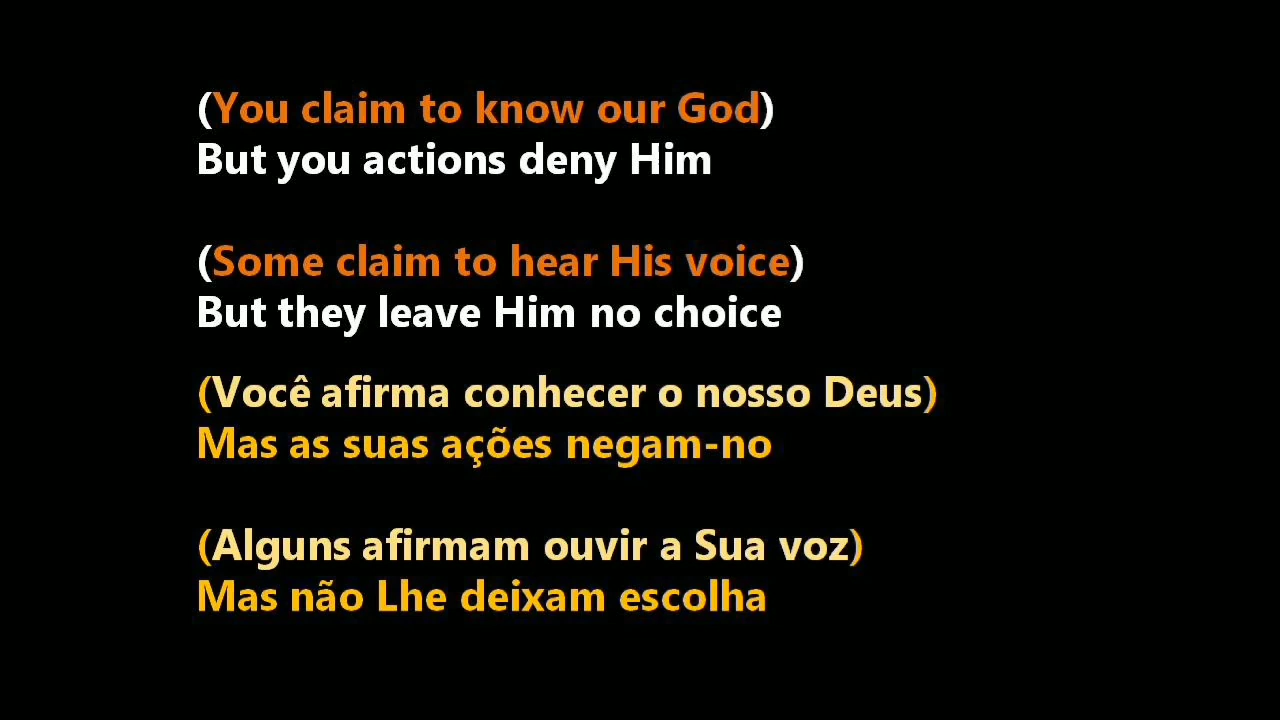 (You claim to know our God)
But you actions deny Him
(Some claim to hear His voice)
But they leave Him no choice
(Você afirma conhecer o nosso Deus)
Mas as suas ações negam-no
(Alguns afirmam ouvir a Sua voz)
Mas não Lhe deixam escolha